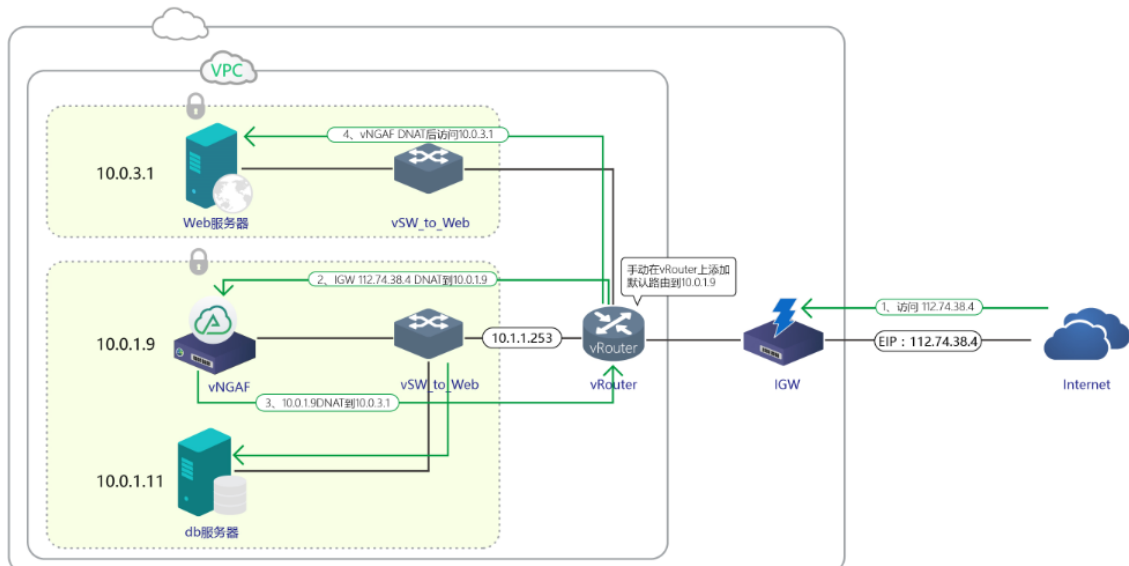 VPC
4、vNGAF DNAT后访问10.0.3.1
10.0.3.1
Web服务器
vSW_to_Web
2、IGW 112.74.38.4 DNAT到10.0.1.9
手动在vRouter上添加
默认路由到10.0.1.9
1、访问 112.74.38.4
10.0.1.9
10.1.1.253
vRouter
EIP：112.74.38.4
vNGAF
vSW_to_Web
vRouter
IGW
Internet
3、10.0.1.9DNAT到10.0.3.1
10.0.1.11
db服务器